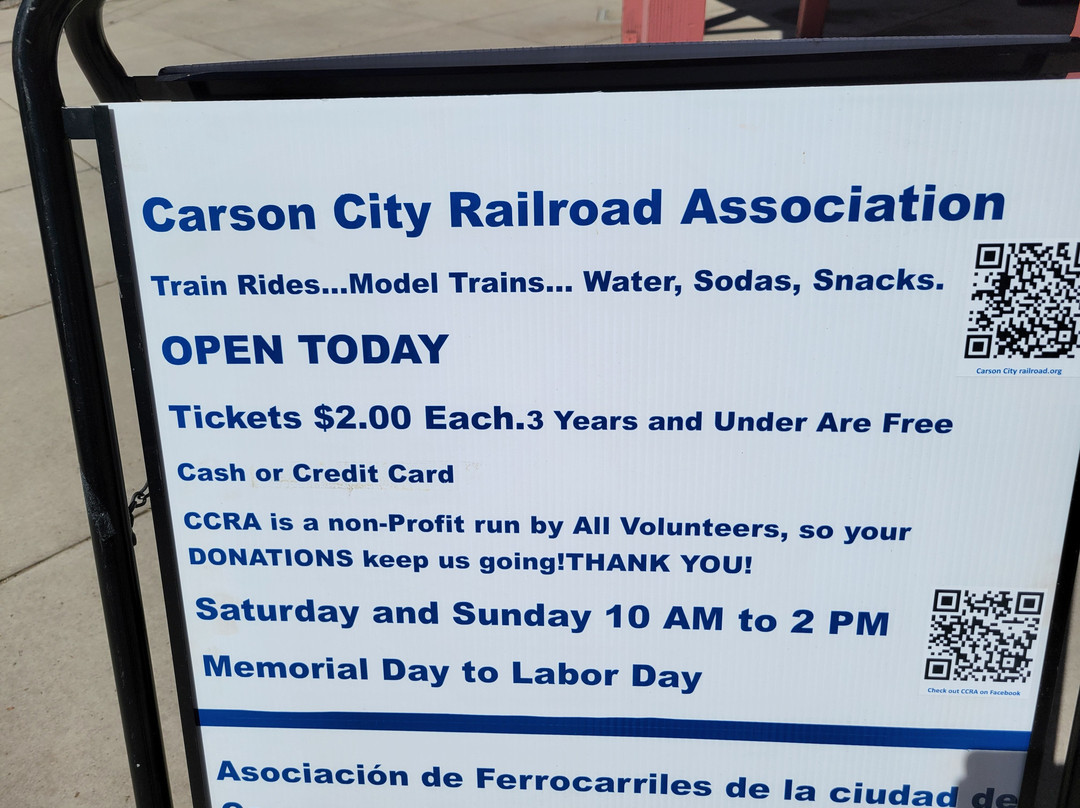 Carson City Railroad Association
Train Rides...Model Trains... Water, Sodas, Snacks.
Carson City railroad.org
OPEN TODAY
Tickets $2.00 Each.3 Years and Under Are Free
Cash or Credit Card
CCRA is a non-Profit run by All Volunteers, so your
DONATIONS keep us going!THANK YOU!
Saturday and Sunday 10 AM to 2 PM
Memorial Day to Labor Day
Check out CCRA on Facebook
Asociación de Ferrocarriles de la ciudad de